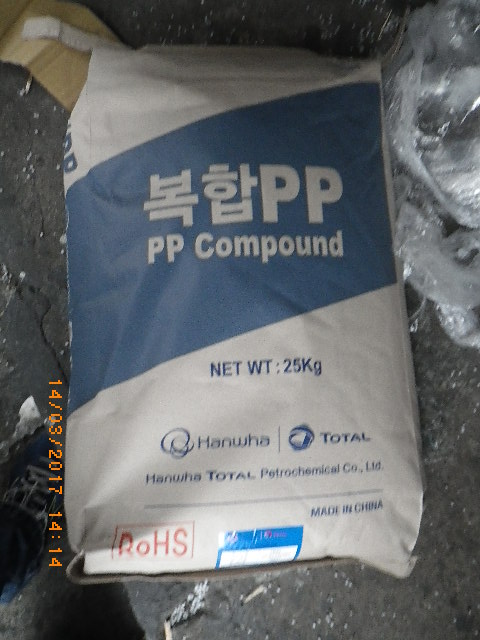 PP
복합PP
PP Compound
NET WT : 25Kg
Hanwha TOTAL
Hanwha TOTAL Petrochemical Co., Ltd.
MADE IN CHINA
RoHS
14/03/2017 14:14